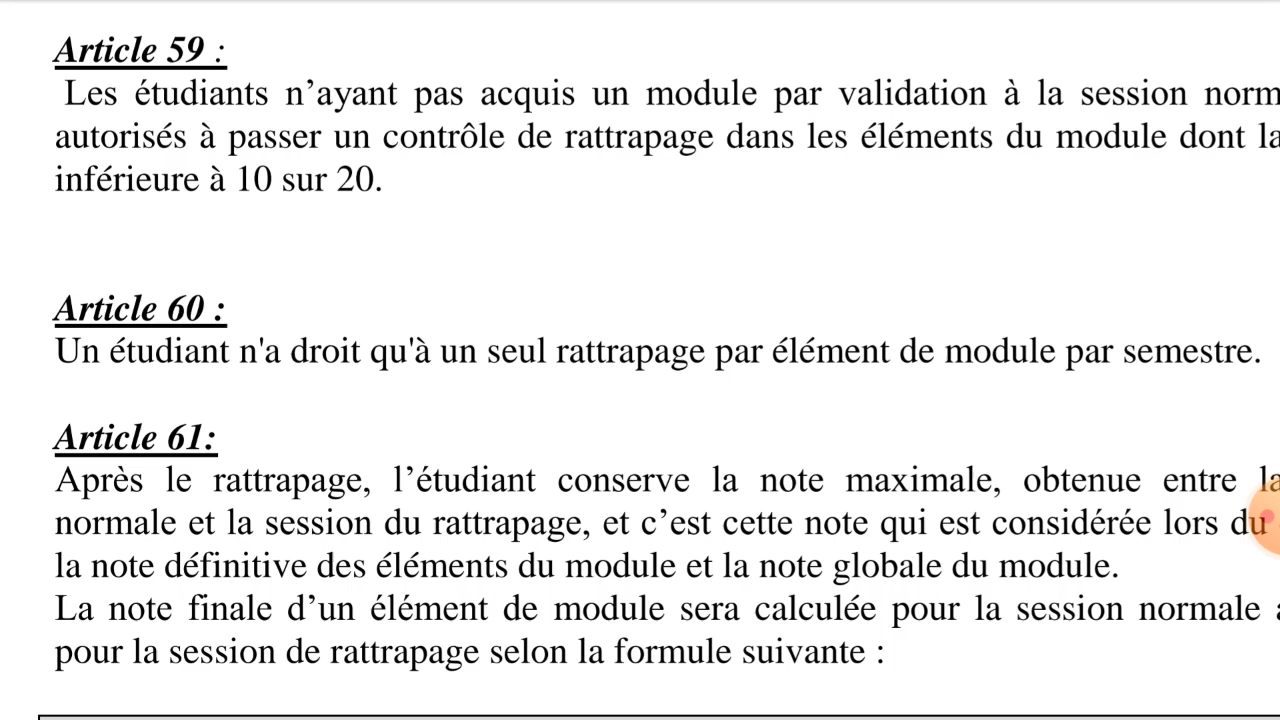 Article 59 :
Les étudiants n’ayant pas acquis un module par validation à la session norm
autorisés à passer un contrôle de rattrapage dans les éléments du module dont la
inférieure à 10 sur 20.
Article 60 :
Un étudiant n'a droit qu'à un seul rattrapage par élément de module par semestre.
Article 61:
Après le rattrapage, l’étudiant conserve la note maximale, obtenue entre la
normale et la session du rattrapage, et c’est cette note qui est considérée lors du
la note définitive des éléments du module et la note globale du module.
La note finale d’un élément de module sera calculée pour la session normale
pour la session de rattrapage selon la formule suivante :